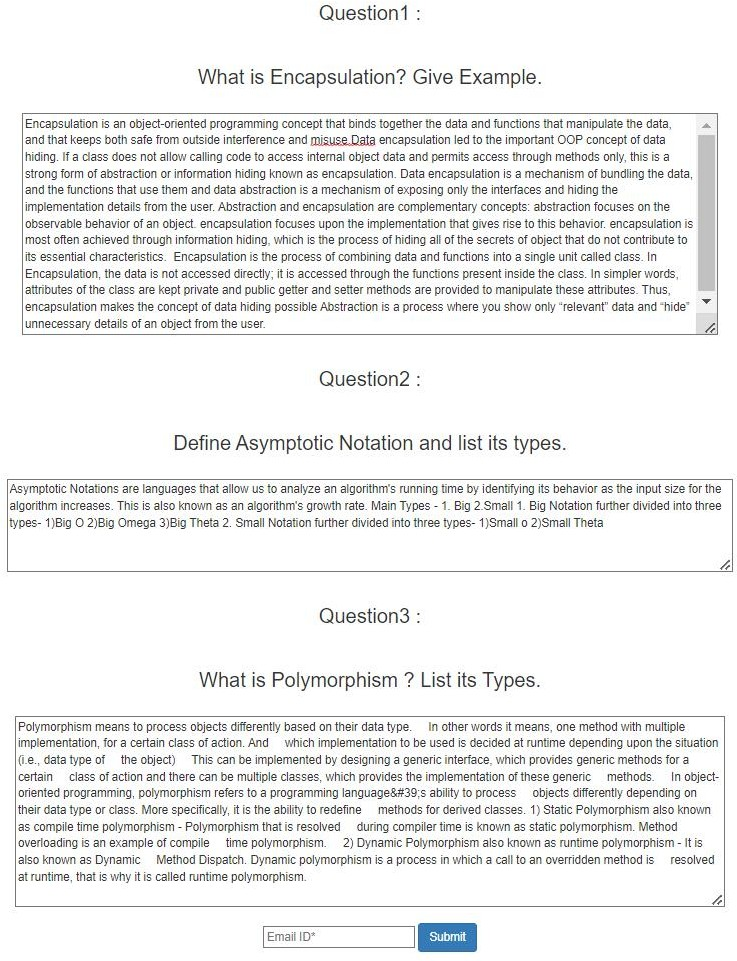 Question1 :
What is Encapsulation? Give Example.
Encapsulation is an object-oriented programming concept that binds together the data and functions that manipulate the data,
and that keeps both safe from outside interference and misuse.Data encapsulation led to the important OOP concept of data
hiding. If a class does not allow calling code to access internal object data and permits access through methods only, this is a
strong form of abstraction or information hiding known as encapsulation. Data encapsulation is a mechanism of bundling the data,
and the functions that use them and data abstraction is a mechanism of exposing only the interfaces and hiding the
implementation details from the user. Abstraction and encapsulation are complementary concepts: abstraction focuses on the
observable behavior of an object. encapsulation focuses upon the implementation that gives rise to this behavior. encapsulation is
most often achieved through information hiding, which is the process of hiding all of the secrets of object that do not contribute to
its essential characteristics.  Encapsulation is the process of combining data and functions into a single unit called class. In
Encapsulation, the data is not accessed directly; it is accessed through the functions present inside the class. In simpler words,
attributes of the class are kept private and public getter and setter methods are provided to manipulate these attributes. Thus,
encapsulation makes the concept of data hiding possible Abstraction is a process where you show only “relevant” data and “hide”
unnecessary details of an object from the user.
Question2 :
Define Asymptotic Notation and list its types.
Asymptotic Notations are languages that allow us to analyze an algorithm's running time by identifying its behavior as the input size for the
algorithm increases. This is also known as an algorithm's growth rate. Main Types - 1. Big 2.Small 1. Big Notation further divided into three
types- 1)Big O 2)Big Omega 3)Big Theta 2. Small Notation further divided into three types- 1)Small o 2)Small Theta
Question3 :
What is Polymorphism ? List its Types.
Polymorphism means to process objects differently based on their data type.     In other words it means, one method with multiple
implementation, for a certain class of action. And     which implementation to be used is decided at runtime depending upon the situation
(i.e., data type of     the object)     This can be implemented by designing a generic interface, which provides generic methods for a
certain     class of action and there can be multiple classes, which provides the implementation of these generic     methods.     In object-
oriented programming, polymorphism refers to a programming language&#39;s ability to process     objects differently depending on
their data type or class. More specifically, it is the ability to redefine     methods for derived classes. 1) Static Polymorphism also known
as compile time polymorphism - Polymorphism that is resolved     during compiler time is known as static polymorphism. Method
overloading is an example of compile     time polymorphism.     2) Dynamic Polymorphism also known as runtime polymorphism - It is
also known as Dynamic     Method Dispatch. Dynamic polymorphism is a process in which a call to an overridden method is     resolved
at runtime, that is why it is called runtime polymorphism.
Email ID*
Submit